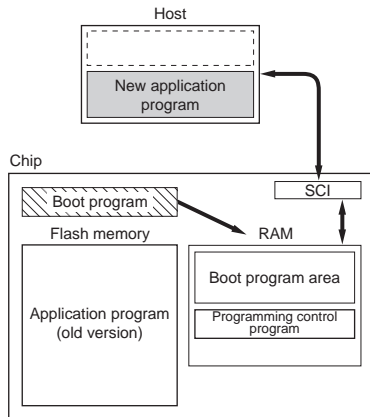 Host
New application
program
Chip
SCI
Boot program
Flash memory
RAM
Boot program area
Application program
(old version)
Programming control
program